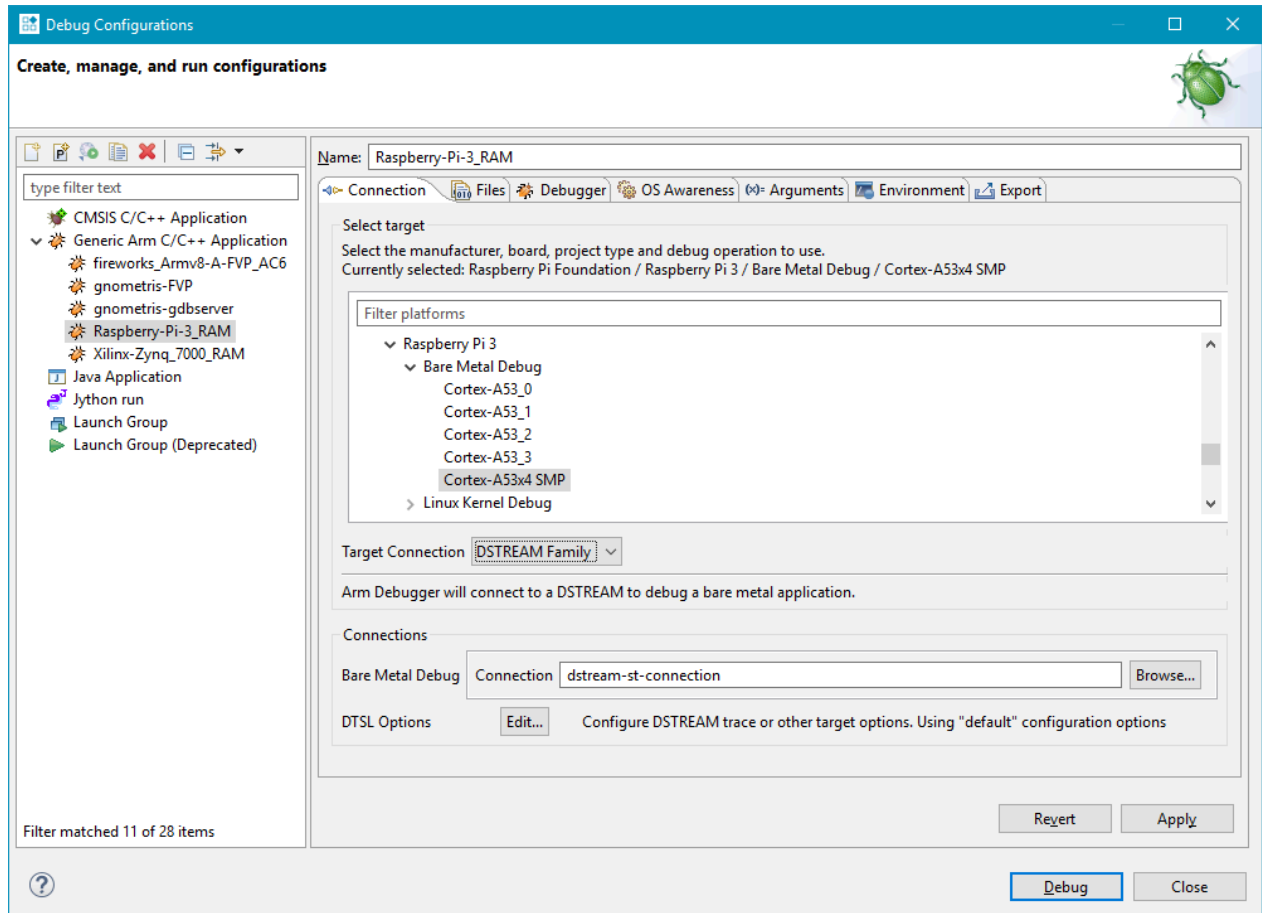 Debug Configurations
Create, manage, and run configurations
type filter text
CMSIS C/C++ Application
Generic Arm C/C++ Application
fireworks_Armv8-A-FVP_AC6
gnometris-FVP
gnometris-gdbserver
Raspberry-Pi-3_RAM
Xilinx-Zynq_7000_RAM
Java Application
Jython run
Launch Group
Launch Group (Deprecated)
Filter matched 11 of 28 items
Name: Raspberry-Pi-3_RAM
Connection Files Debugger OS Awareness (x)= Arguments Environment Export
Select target
Select the manufacturer, board, project type and debug operation to use.
Currently selected: Raspberry Pi Foundation / Raspberry Pi 3 / Bare Metal Debug / Cortex-A53x4 SMP
Filter platforms
Raspberry Pi 3
Bare Metal Debug
Cortex-A53_0
Cortex-A53_1
Cortex-A53_2
Cortex-A53_3
Cortex-A53x4 SMP
Linux Kernel Debug
Target Connection DSTREAM Family
Arm Debugger will connect to a DSTREAM to debug a bare metal application.
Connections
Bare Metal Debug Connection dstream-st-connection Browse...
DTSL Options Edit... Configure DSTREAM trace or other target options. Using "default" configuration options
Revert Apply
? Debug Close